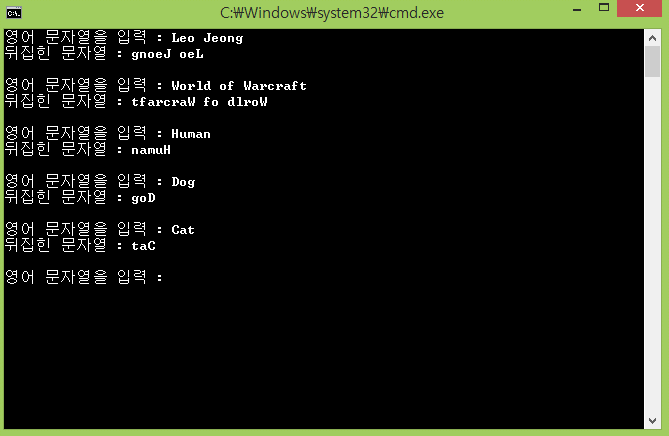 C:₩Windows₩system32₩cmd.exe
영어 문자열을 입력 : Leo Jeong
뒤집힌 문자열 : gnoeJ oeL
영어 문자열을 입력 : World of Warcraft
뒤집힌 문자열 : tfarcraW fo dlroW
영어 문자열을 입력 : Human
뒤집힌 문자열 : namuH
영어 문자열을 입력 : Dog
뒤집힌 문자열 : goD
영어 문자열을 입력 : Cat
뒤집힌 문자열 : taC
영어 문자열을 입력 :